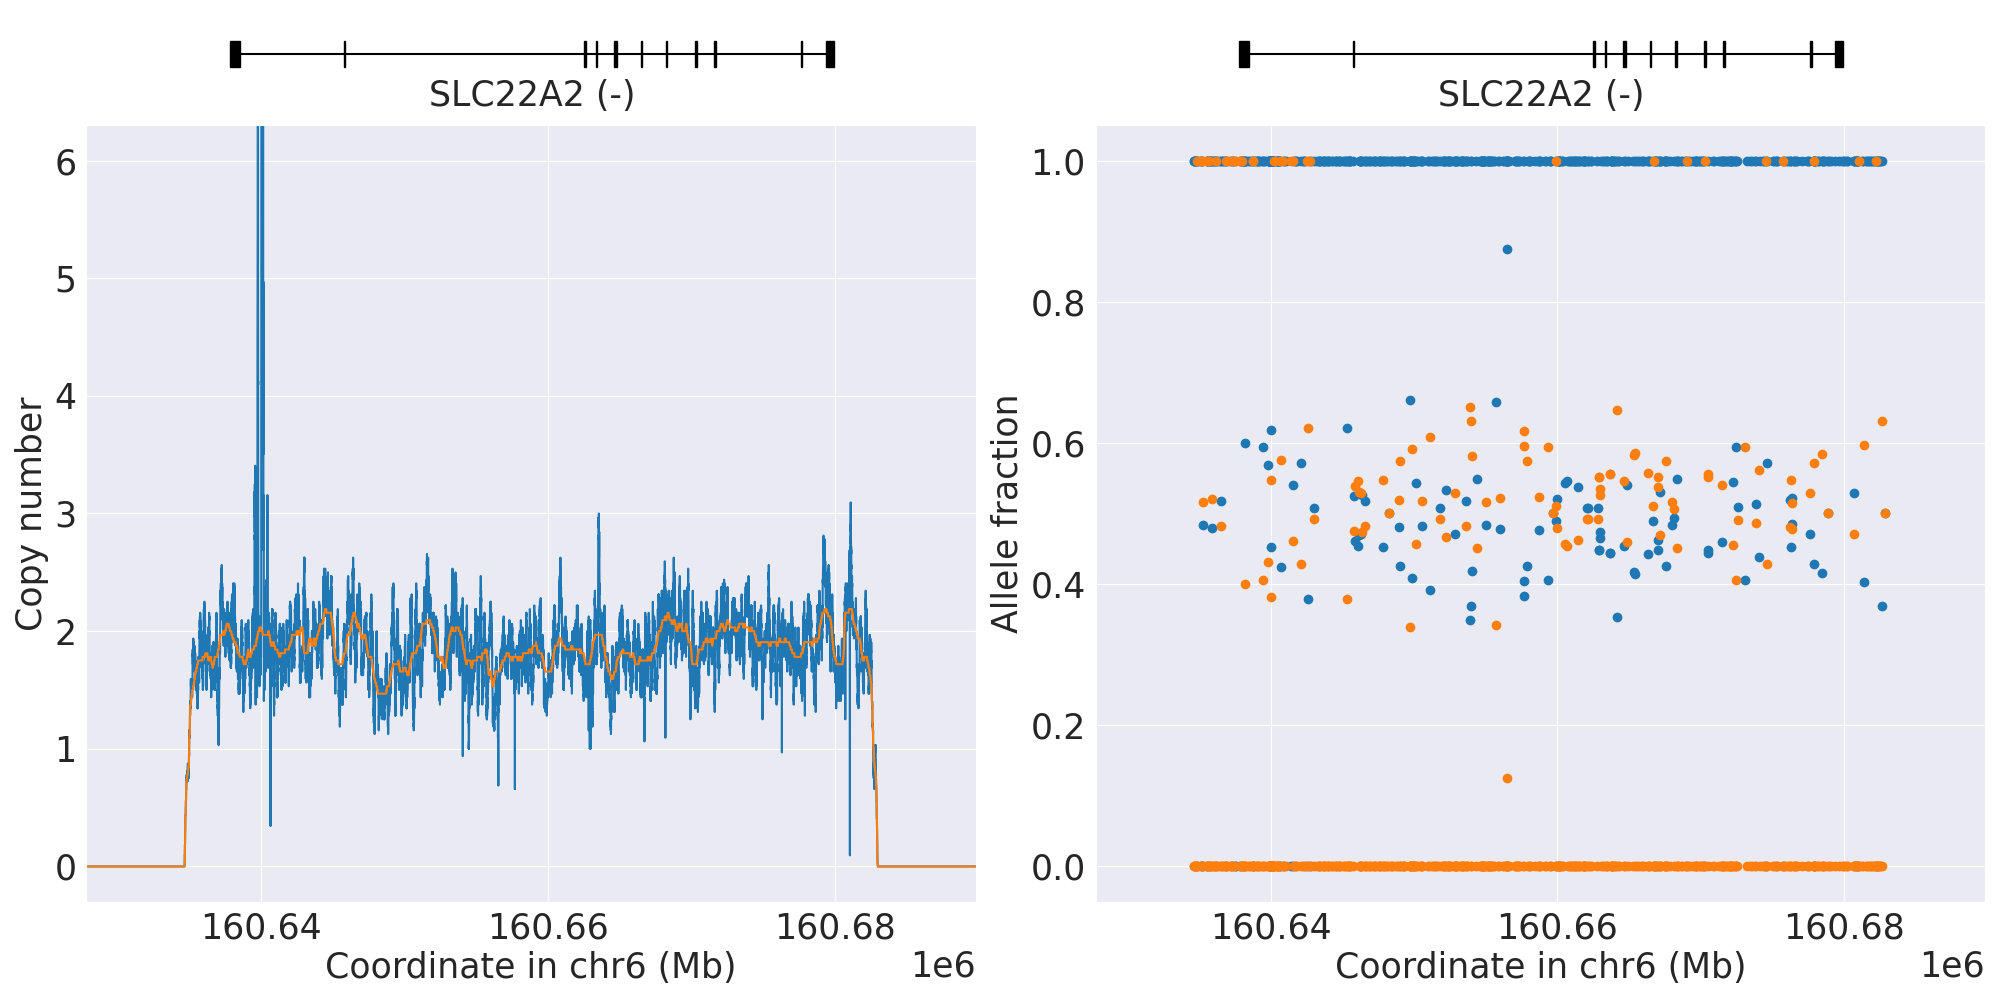 SLC22A2 (-)
6
5
4
3
2
1
0
Copy number
160.64 160.66 160.68
Coordinate in chr6 (Mb)
1e6
SLC22A2 (-)
1.0
0.8
0.6
0.4
0.2
0.0
Allele fraction
160.64 160.66 160.68
Coordinate in chr6 (Mb)
1e6